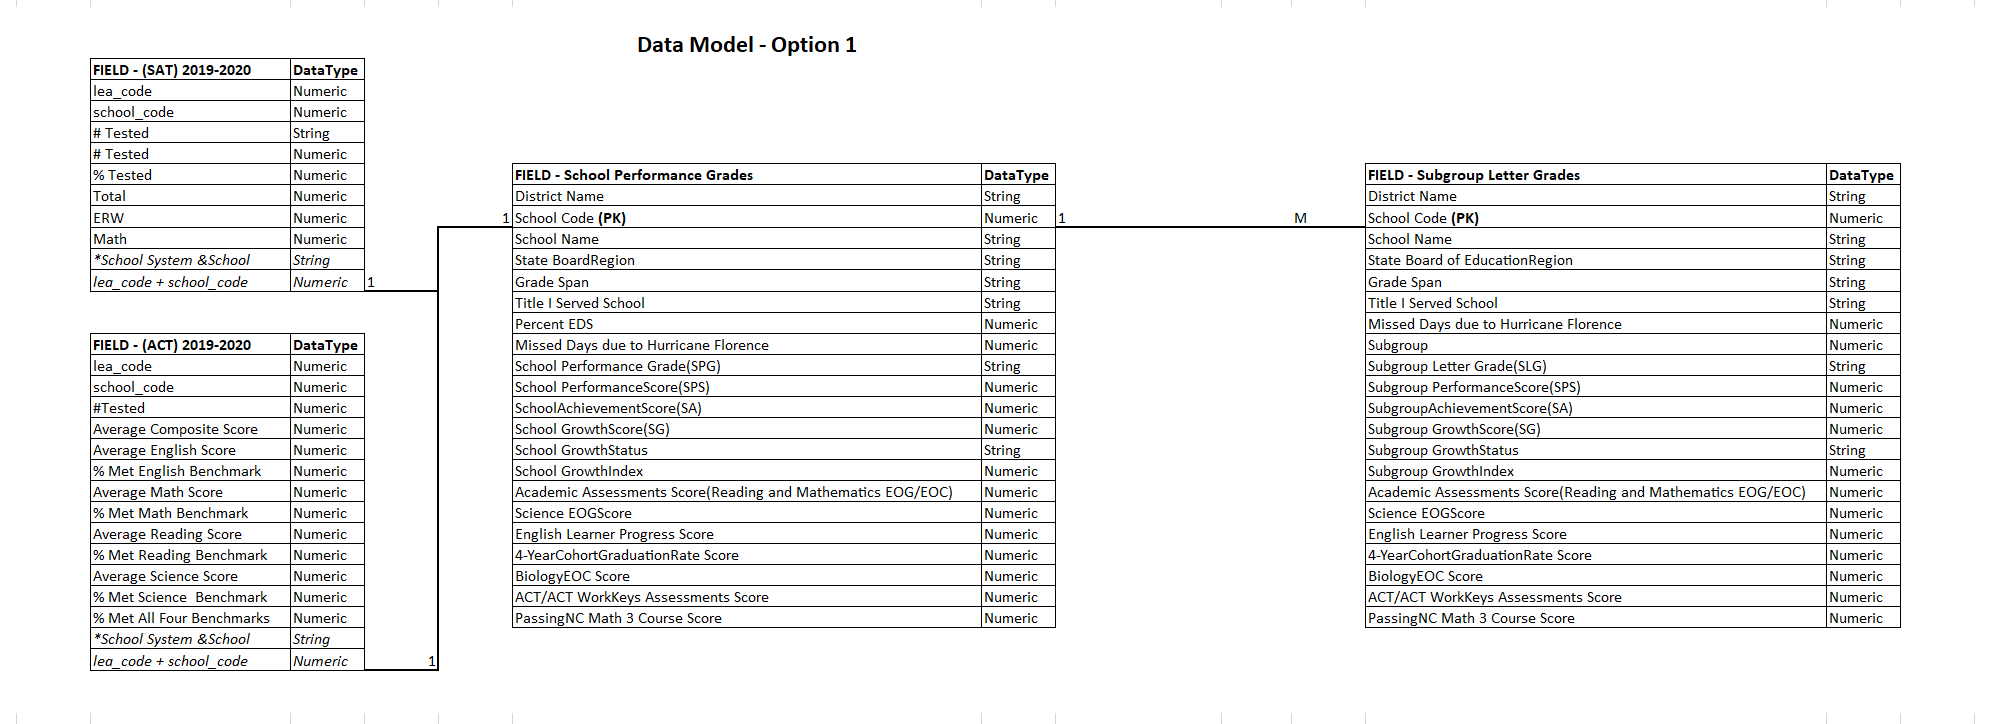 Data Model - Option 1
FIELD - (SAT) 2019-2020 DataType
lea_code Numeric
school_code Numeric
# Tested String
# Tested Numeric
% Tested Numeric
Total Numeric
ERW Numeric
Math Numeric
*School System &School String
lea_code + school_code Numeric 1
FIELD - (ACT) 2019-2020 DataType
lea_code Numeric
school_code Numeric
#Tested Numeric
Average Composite Score Numeric
Average English Score Numeric
% Met English Benchmark Numeric
Average Math Score Numeric
% Met Math Benchmark Numeric
Average Reading Score Numeric
% Met Reading Benchmark Numeric
Average Science Score Numeric
% Met Science  Benchmark Numeric
% Met All Four Benchmarks Numeric
*School System &School String
lea_code + school_code Numeric 1
FIELD - School Performance Grades DataType
District Name String
1 School Code (PK) Numeric 1
School Name String
State BoardRegion String
Grade Span String
Title I Served School String
Percent EDS Numeric
Missed Days due to Hurricane Florence Numeric
School Performance Grade(SPG) String
School PerformanceScore(SPS) Numeric
SchoolAchievementScore(SA) Numeric
School GrowthScore(SG) Numeric
School GrowthStatus String
School GrowthIndex Numeric
Academic Assessments Score(Reading and Mathematics EOG/EOC) Numeric
Science EOGScore Numeric
English Learner Progress Score Numeric
4-YearCohortGraduationRate Score Numeric
BiologyEOC Score Numeric
ACT/ACT WorkKeys Assessments Score Numeric
PassingNC Math 3 Course Score Numeric
FIELD - Subgroup Letter Grades DataType
District Name String
M School Code (PK) Numeric
School Name String
State Board of EducationRegion String
Grade Span String
Title I Served School String
Missed Days due to Hurricane Florence Numeric
Subgroup Numeric
Subgroup Letter Grade(SLG) String
Subgroup PerformanceScore(SPS) Numeric
SubgroupAchievementScore(SA) Numeric
Subgroup GrowthScore(SG) Numeric
Subgroup GrowthStatus String
Subgroup GrowthIndex Numeric
Academic Assessments Score(Reading and Mathematics EOG/EOC) Numeric
Science EOGScore Numeric
English Learner Progress Score Numeric
4-YearCohortGraduationRate Score Numeric
BiologyEOC Score Numeric
ACT/ACT WorkKeys Assessments Score Numeric
PassingNC Math 3 Course Score Numeric